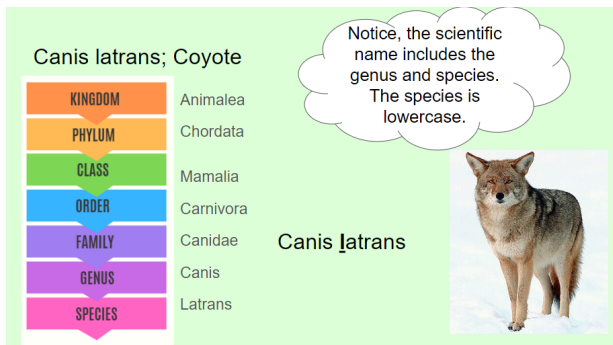 Canis latrans; Coyote
Notice, the scientific
name includes the
genus and species.
The species is
lowercase.
KINGDOM Animalea
PHYLUM Chordata
CLASS Mamalia
ORDER Carnivora
FAMILY Canidae
Canis latrans
GENUS Canis
SPECIES Latrans